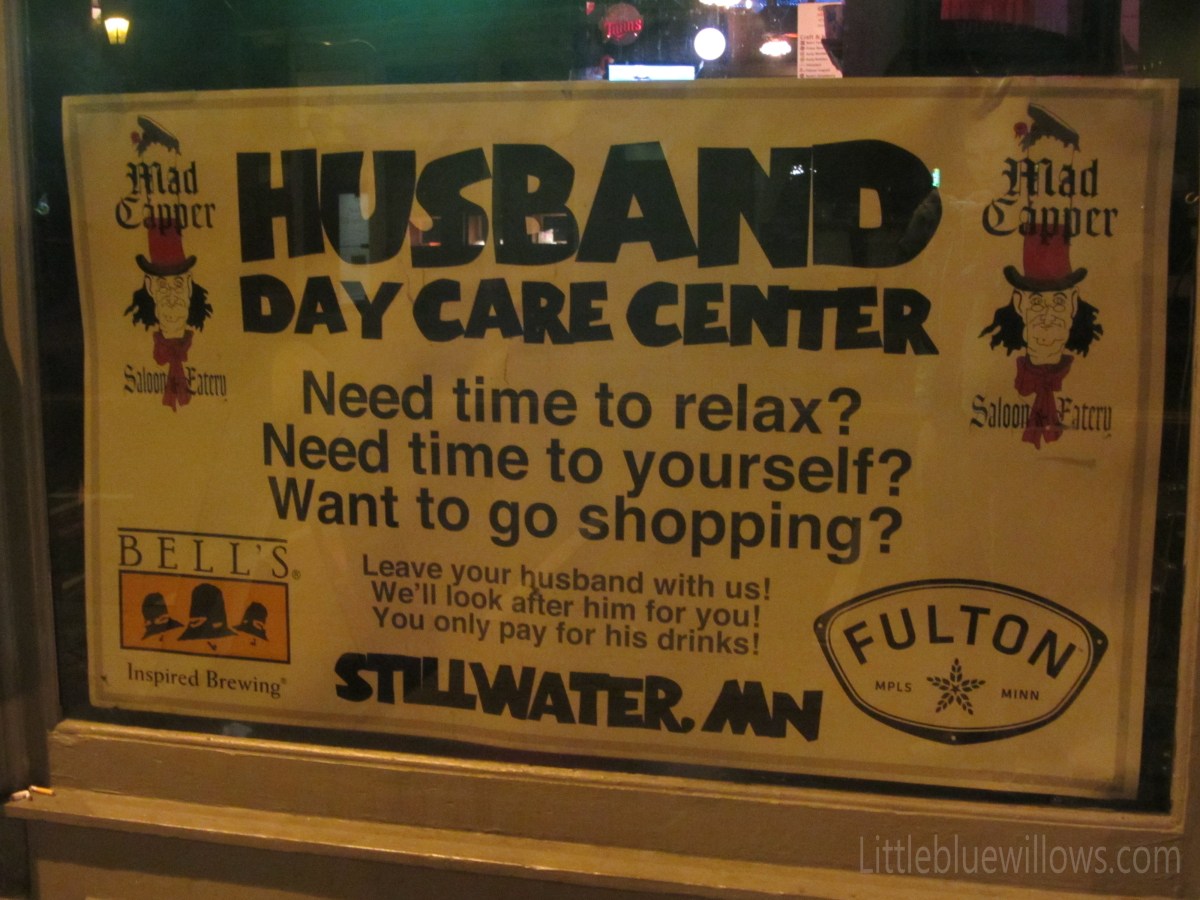 Twins
Mad
Capper
Saloon & Eatery
HUSBAND
DAY CARE CENTER
Mad
Capper
Saloon & Eatery
Need time to relax?
Need time to yourself?
Want to go shopping?
Leave your husband with us!
We'll look after him for you!
You only pay for his drinks!
STILLWATER, MN
BELL'S®
Inspired Brewing®
FULTON™
MPLS MINN
Littlebluewillows.com